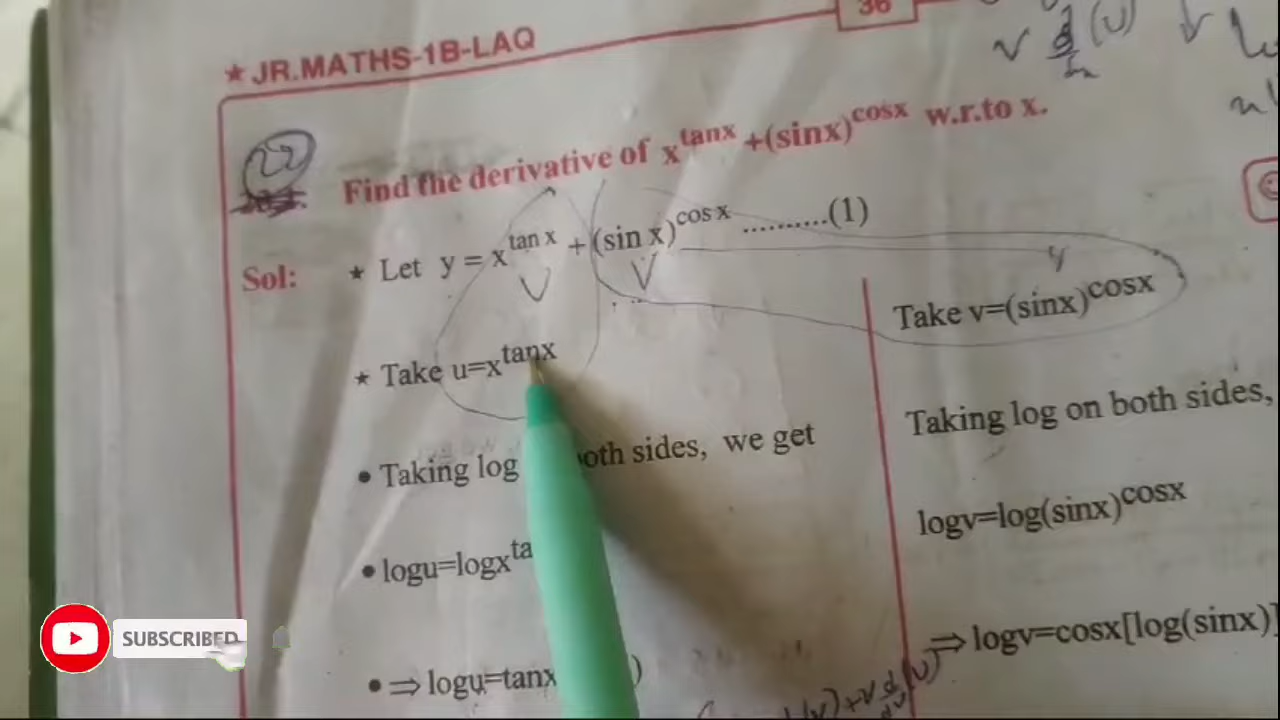 36
★ JR.MATHS-1B-LAQ
22
Find the derivative of x^tanx +(sinx)^cosx w.r.to x.
Sol: ★ Let y = x^tan x + (sin x)^cos x ..........(1)
★ Take u=x^tanx
• Taking log both sides, we get
• logu=logx^ta
• ⇒ logu=tanx )
Take v=(sinx)^cosx
Taking log on both sides,
logv=log(sinx)^cosx
⇒ logv=cosx[log(sinx)]
SUBSCRIBED